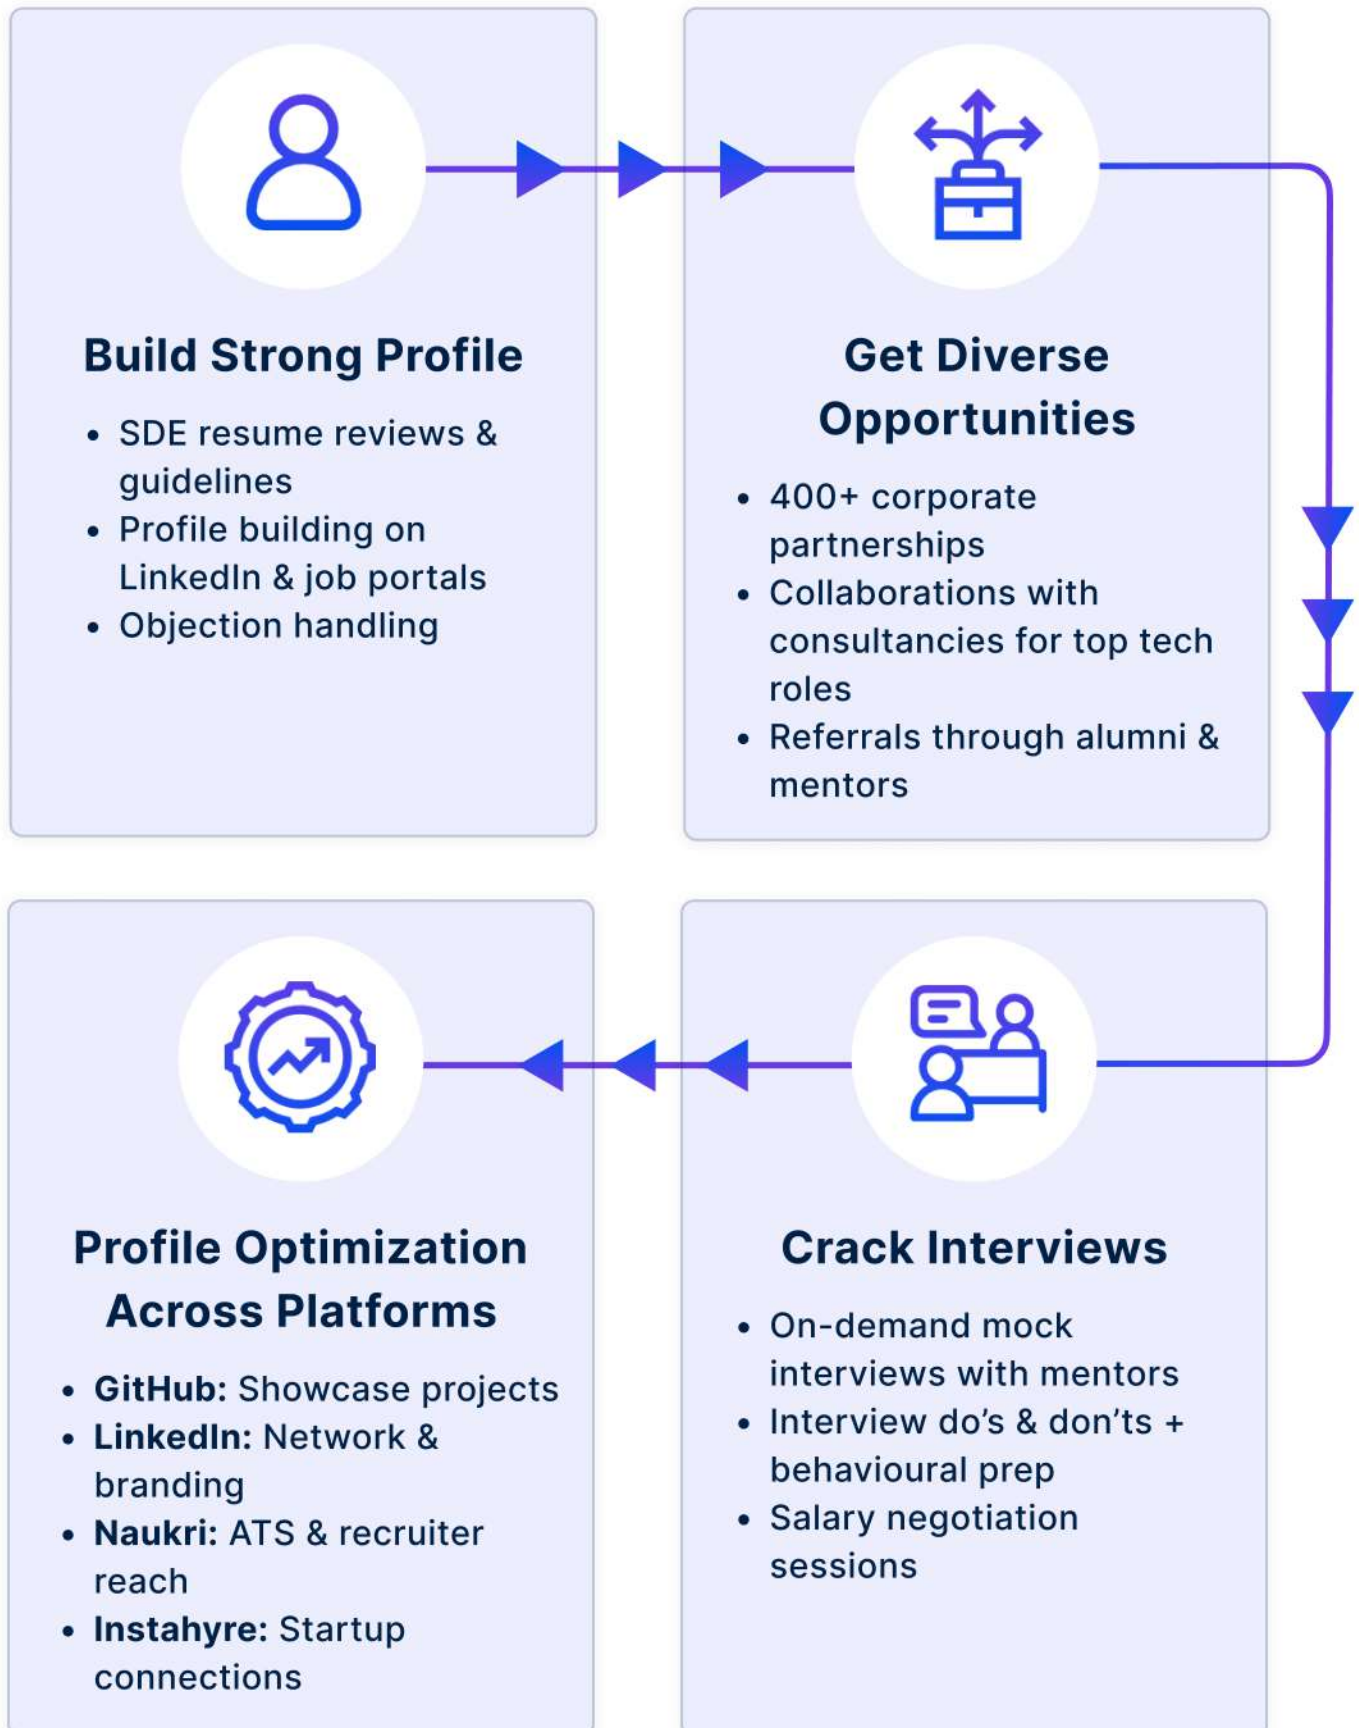 Build Strong Profile
• SDE resume reviews &
guidelines
• Profile building on
LinkedIn & job portals
• Objection handling
Get Diverse
Opportunities
• 400+ corporate
partnerships
• Collaborations with
consultancies for top tech
roles
• Referrals through alumni &
mentors
Crack Interviews
• On-demand mock
interviews with mentors
• Interview do’s & don’ts +
behavioural prep
• Salary negotiation
sessions
Profile Optimization
Across Platforms
• GitHub: Showcase projects
• LinkedIn: Network &
branding
• Naukri: ATS & recruiter
reach
• Instahyre: Startup
connections